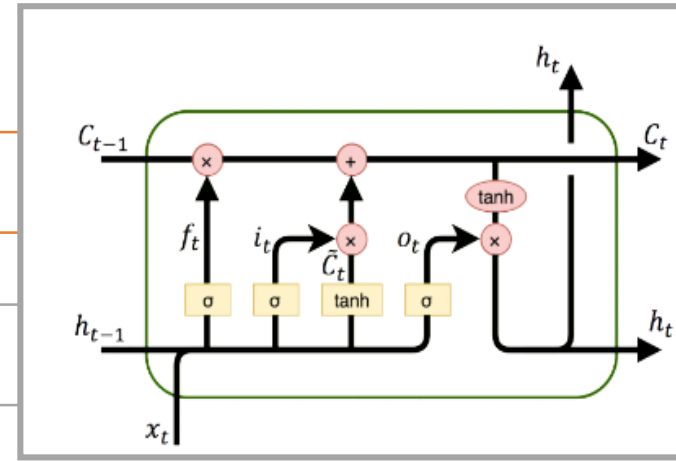 h_t
C_{t-1} × + C_t
tanh
f_t i_t × o_t ×
C̃_t
σ σ tanh σ
h_{t-1} h_t
x_t